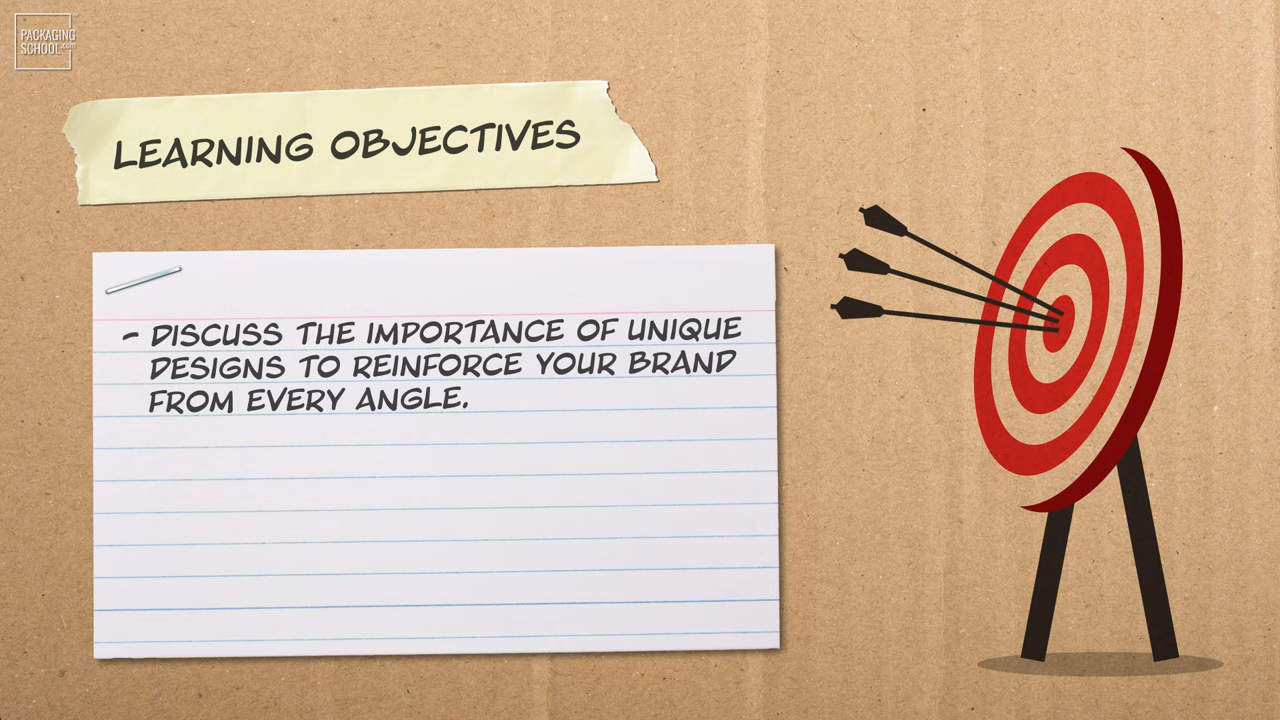 PACKAGING
SCHOOL.com
LEARNING OBJECTIVES
- DISCUSS THE IMPORTANCE OF UNIQUE
DESIGNS TO REINFORCE YOUR BRAND
FROM EVERY ANGLE.